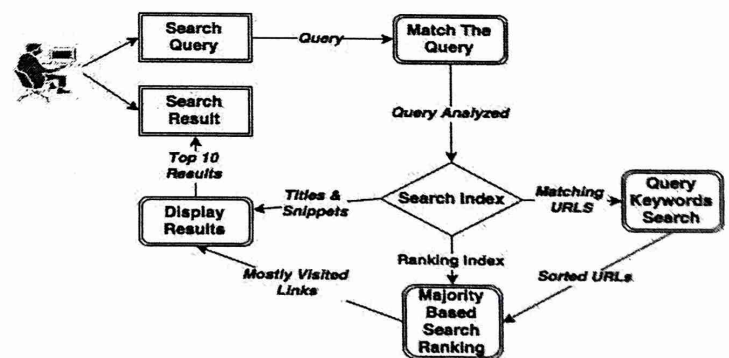 Search
Query
Query
Match The
Query
Search
Result
Query Analyzed
Top 10
Results
Titles &
Snippets
Search Index
Matching
URLS
Query
Keywords
Search
Display
Results
Ranking Index
Mostly Visited
Links
Sorted URLs
Majority
Based
Search
Ranking